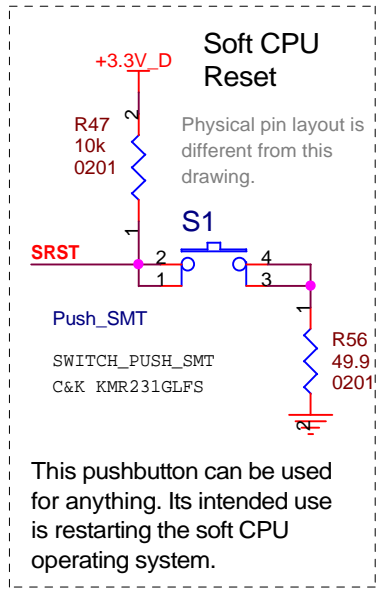 Soft CPU
Reset
+3.3V_D
2
R47
10k
0201
Physical pin layout is
different from this
drawing.
1
S1
SRST
2 4
1 3
Push_SMT
1
SWITCH_PUSH_SMT
C&K KMR231GLFS
R56
49.9
0201
2
This pushbutton can be used
for anything. Its intended use
is restarting the soft CPU
operating system.